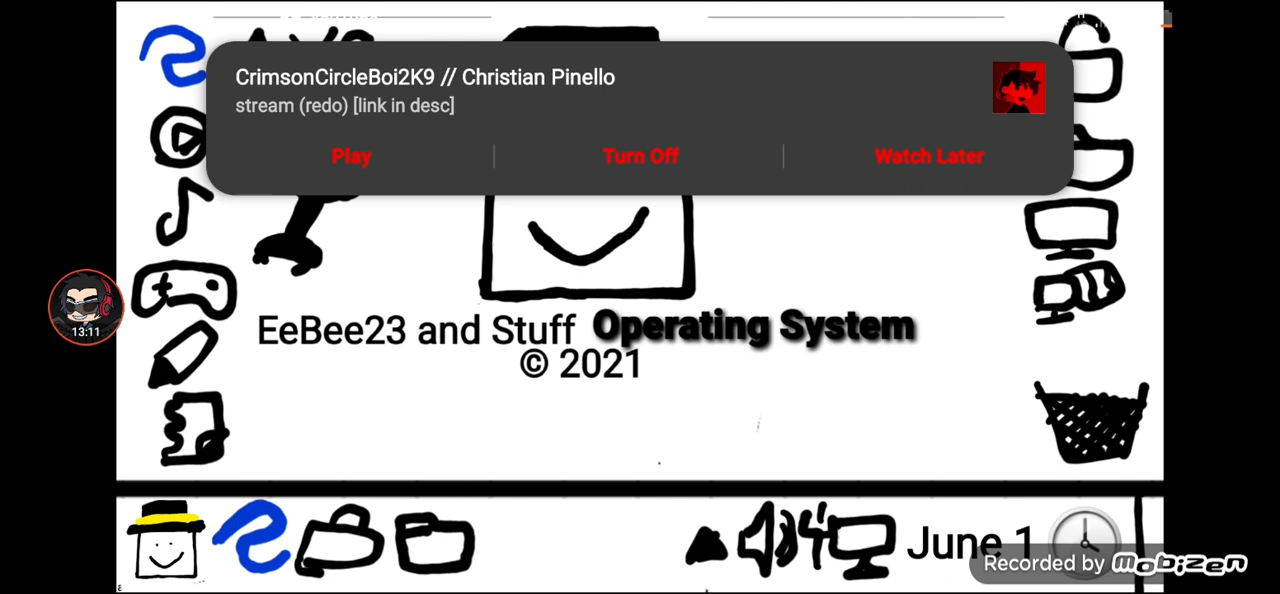 CrimsonCircleBoi2K9 // Christian Pinello
stream (redo) [link in desc]
Play Turn Off Watch Later
13:11
EeBee23 and Stuff Operating System
© 2021
June 1
Recorded by Mobizen